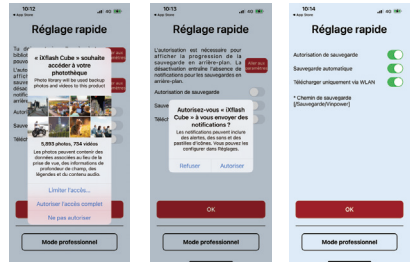 10:12
40
App Store
Réglage rapide
« iXflash Cube » souhaite
accéder à votre
photothèque
Photo library will be used backup
photos and videos to this product
5,893 photos, 734 vidéos
Les photos peuvent contenir des
données associées au lieu de la
prise de vue, des informations de
profondeur de champ, des
légendes et du contenu audio.
Limiter l'accès...
Autoriser l'accès complet
Ne pas autoriser
Mode professionnel
10:13
40
App Store
Réglage rapide
L'autorisation est nécessaire pour
afficher la progression de la
sauvegarde en arrière-plan. La
désactivation entraîne l'absence de
notifications pour les sauvegardes en
arrière-plan.
Autorisation de sauvegarde
Autorisez-vous « iXflash
Cube » à vous envoyer des
notifications ?
Les notifications peuvent inclure
des alertes, des sons et des
pastilles d'icônes. Vous pouvez les
configurer dans Réglages.
Refuser Autoriser
OK
Mode professionnel
10:14
40
App Store
Réglage rapide
Autorisation de sauvegarde
Sauvegarde automatique
Télécharger uniquement via WLAN
* Chemin de sauvegarde
[/Sauvegarde/Vinpower]
OK
Mode professionnel